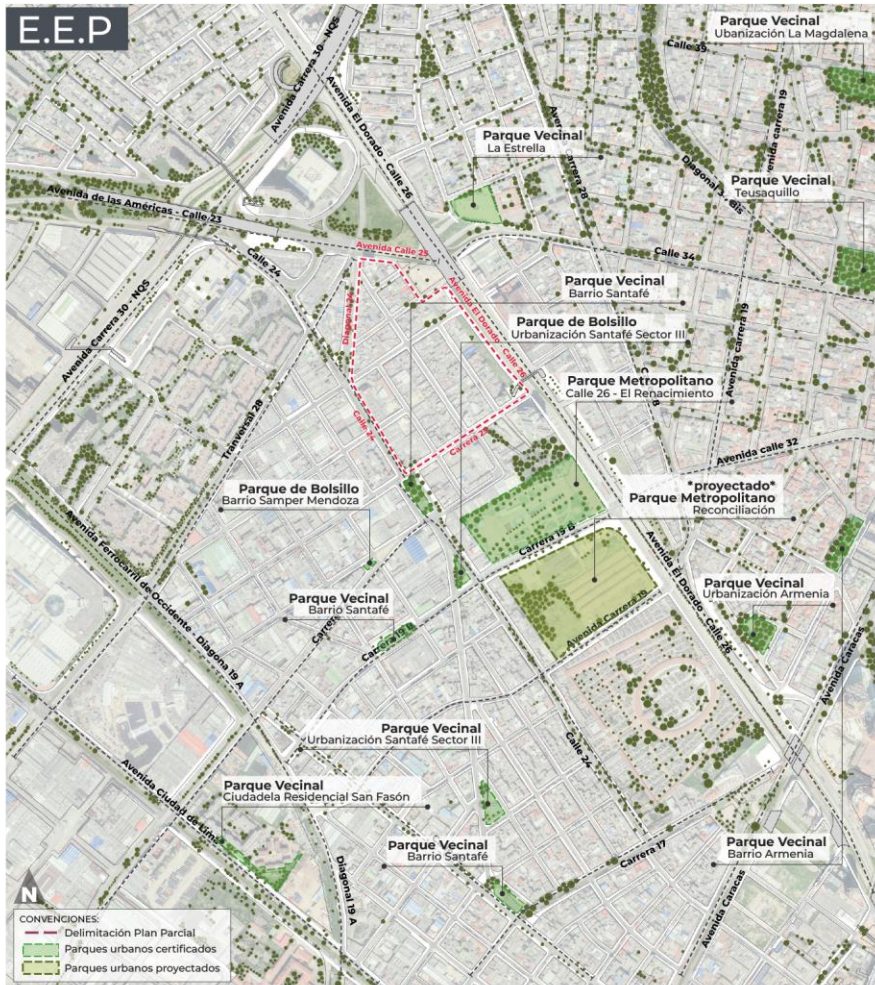 E.E.P
Parque Vecinal
Ubanización La Magdalena
Calle 39
Avenida Carrera 30 - NQS
Avenida El Dorado - Calle 26
Avenida carrera 19
Parque Vecinal
La Estrella
carrera 28
Diagonal 3 - Bis
Parque Vecinal
Teusaquillo
Avenida de las Américas - Calle 23
Calle 24
Avenida Calle 25
Calle 34
Avenida Carrera 30 - NQS
Diagonal 24
Avenida El Dorado - Calle 26
Parque Vecinal
Barrio Santafé
Parque de Bolsillo
Urbanización Santafé Sector III
Avenida carrera 19
Parque Metropolitano
Calle 26 - El Renacimiento
Tranversal 28
Calle 24
Carrera 25
Avenida calle 32
*proyectado*
Parque Metropolitano
Reconciliación
Parque de Bolsillo
Barrio Samper Mendoza
Carrera 19 B
Avenida El Dorado - Calle 26
Avenida Ferrocarril de Occidente - Diagona 19 A
Parque Vecinal
Urbanización Armenia
Parque Vecinal
Barrio Santafé
Carrera 19 B
Avenida Caracas
Parque Vecinal
Urbanización Santafé Sector III
Calle 24
Avenida Ciudad de Lima
Parque Vecinal
Ciudadela Residencial San Fasón
Parque Vecinal
Barrio Santafé
Carrera 17
Parque Vecinal
Barrio Armenia
Diagonal 19 A
Avenida Caracas
N
CONVENCIONES:
Delimitación Plan Parcial
Parques urbanos certificados
Parques urbanos proyectados